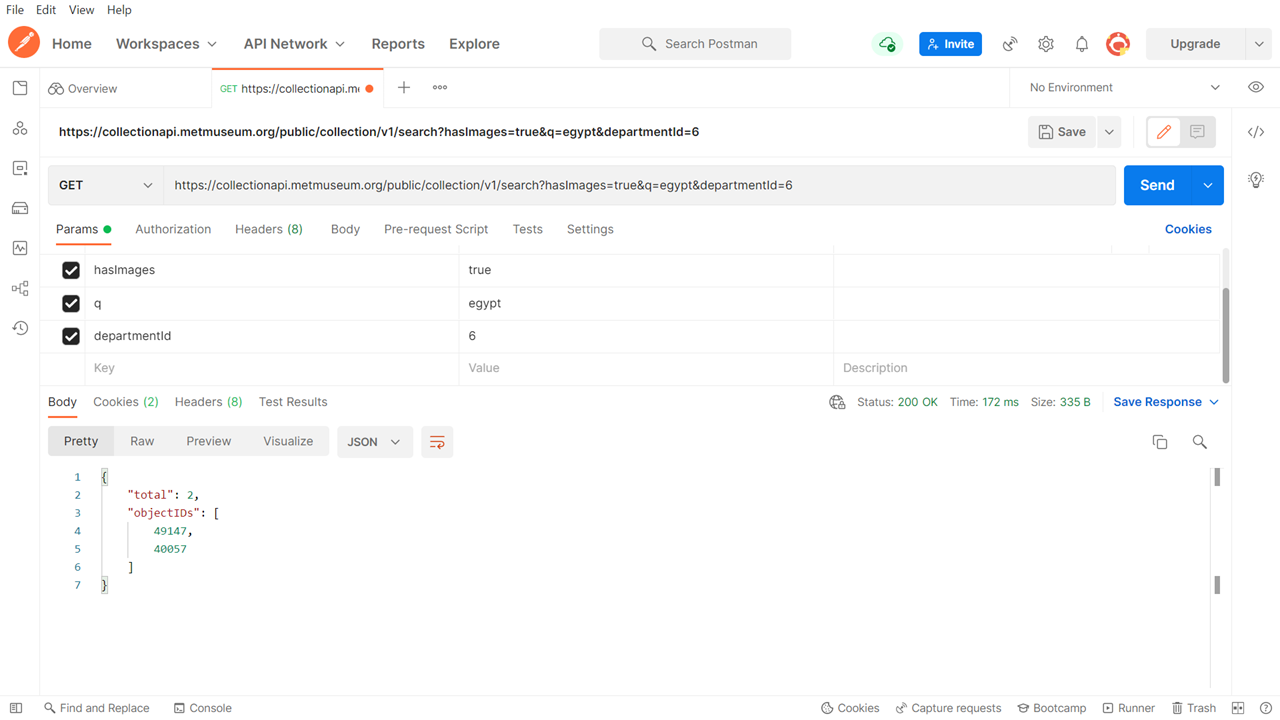 File Edit View Help
Home Workspaces API Network Reports Explore Search Postman Invite Upgrade
Overview GET https://collectionapi.me No Environment
https://collectionapi.metmuseum.org/public/collection/v1/search?hasImages=true&q=egypt&departmentId=6 Save
GET https://collectionapi.metmuseum.org/public/collection/v1/search?hasImages=true&q=egypt&departmentId=6 Send
Params Authorization Headers (8) Body Pre-request Script Tests Settings Cookies
hasImages true
q egypt
departmentId 6
Key Value Description
Body Cookies (2) Headers (8) Test Results Status: 200 OK Time: 172 ms Size: 335 B Save Response
Pretty Raw Preview Visualize JSON
1 {
2 "total": 2,
3 "objectIDs": [
4 49147,
5 40057
6 ]
7 }
Find and Replace Console Cookies Capture requests Bootcamp Runner Trash